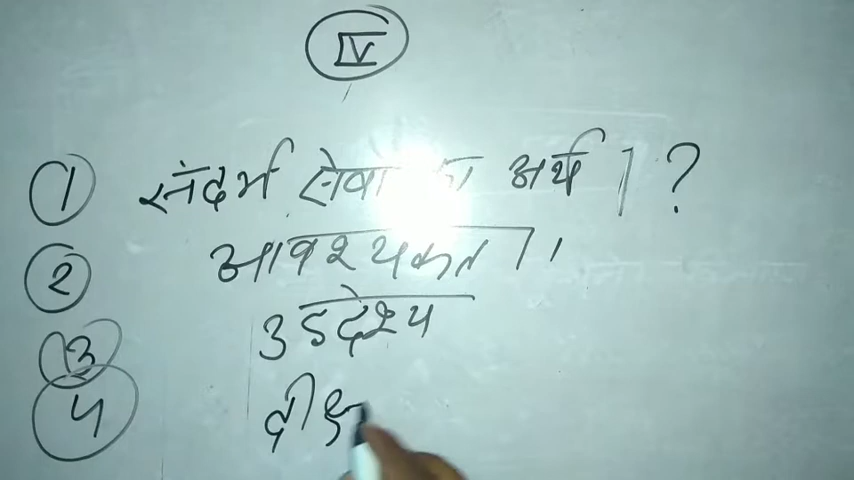 IV
1 संदर्भ सेवा का अर्थ । ?
2 आवश्यकता ।
3 उद्देश्य
4 दीक्ष